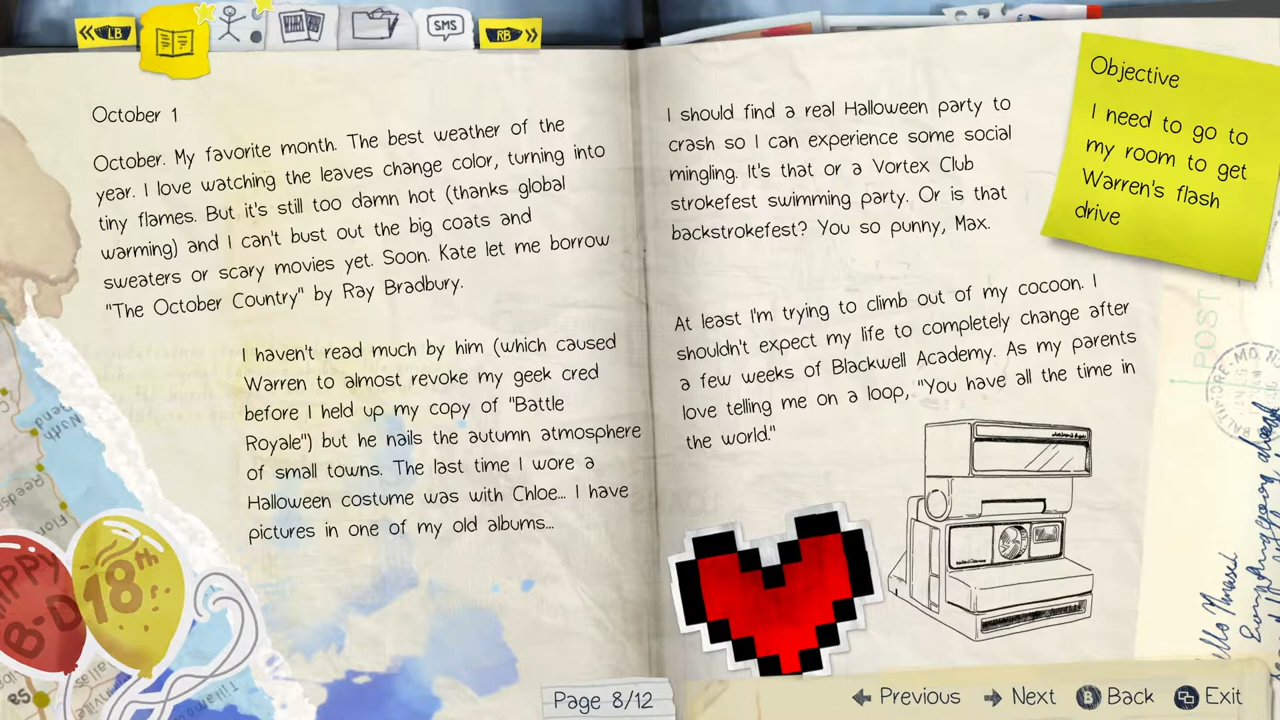 LB
SMS
RB
October 1
October. My favorite month. The best weather of the
year. I love watching the leaves change color, turning into
tiny flames. But it's still too damn hot (thanks global
warming) and I can't bust out the big coats and
sweaters or scary movies yet. Soon. Kate let me borrow
"The October Country" by Ray Bradbury.
I haven't read much by him (which caused
Warren to almost revoke my geek cred
before I held up my copy of "Battle
Royale") but he nails the autumn atmosphere
of small towns. The last time I wore a
Halloween costume was with Chloe... I have
pictures in one of my old albums...
I should find a real Halloween party to
crash so I can experience some social
mingling. It's that or a Vortex Club
strokefest swimming party. Or is that
backstrokefest? You so punny, Max.
At least I'm trying to climb out of my cocoon. I
shouldn't expect my life to completely change after
a few weeks of Blackwell Academy. As my parents
love telling me on a loop, "You have all the time in
the world."
Objective
I need to go to
my room to get
Warren's flash
drive
POST
North
Bend
18th
B-D
Page 8/12
Previous
Next
B
Back
Exit